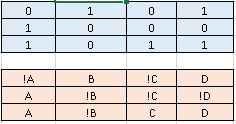 0 1 0 1
1 0 0 0
1 0 1 1
!A B !C D
A !B !C !D
A !B C D